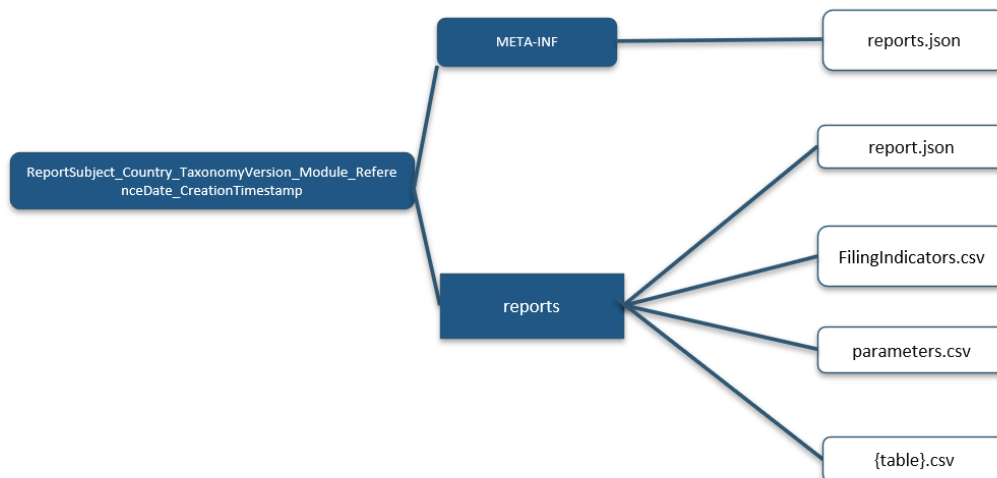 META-INF
reports.json
report.json
ReportSubject_Country_TaxonomyVersion_Module_Refere
nceDate_CreationTimestamp
FilingIndicators.csv
reports
parameters.csv
{table}.csv